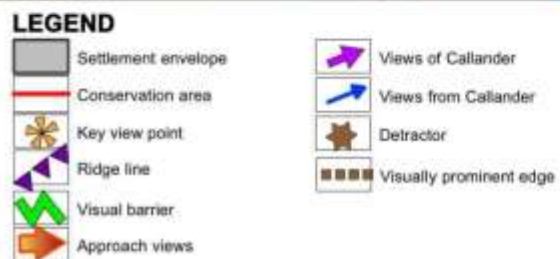 LEGEND
Settlement envelope
Conservation area
Key view point
Ridge line
Visual barrier
Approach views
Views of Callander
Views from Callander
Detractor
Visually prominent edge